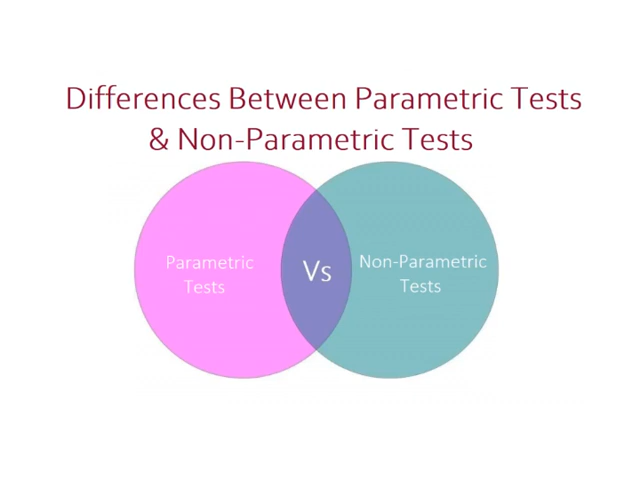 Differences Between Parametric Tests
& Non-Parametric Tests
Parametric
Tests
Vs
Non-Parametric
Tests